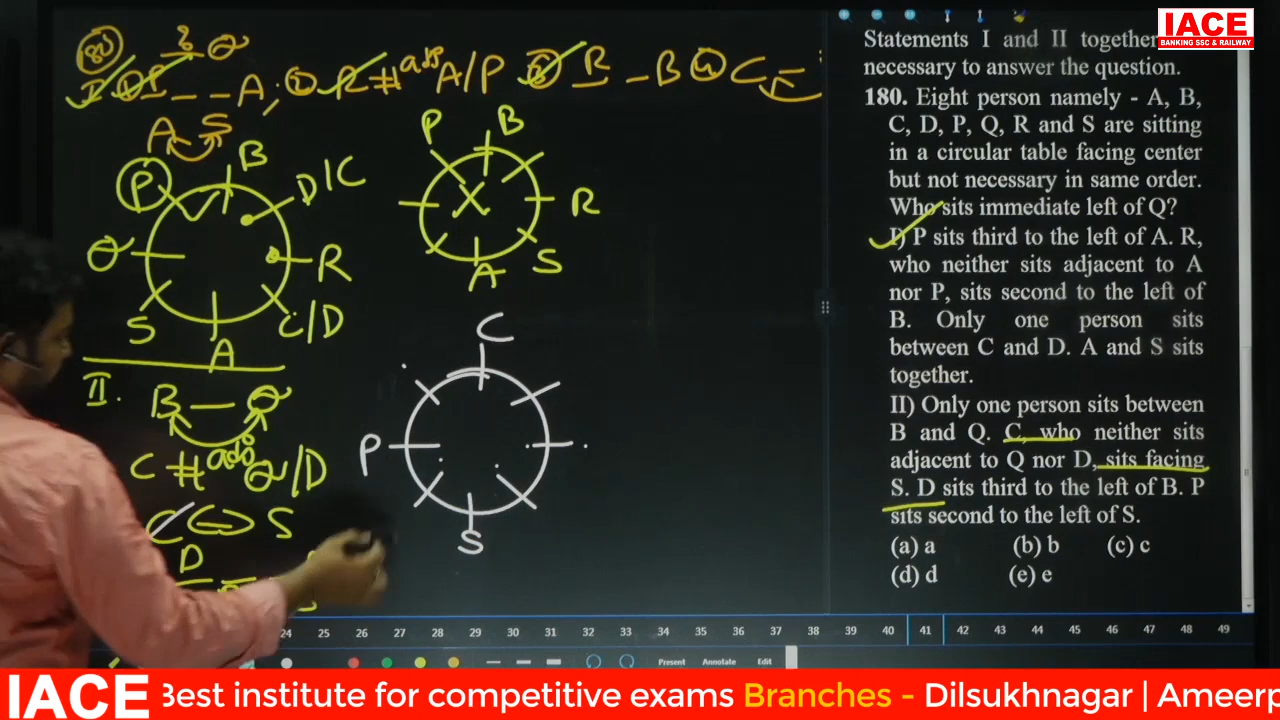 IACE
BANKING SSC & RAILWAY
Statements I and II together
necessary to answer the question.
180. Eight person namely - A, B,
C, D, P, Q, R and S are sitting
in a circular table facing center
but not necessary in same order.
Who sits immediate left of Q?
I) P sits third to the left of A. R,
who neither sits adjacent to A
nor P, sits second to the left of
B. Only one person sits
between C and D. A and S sits
together.
II) Only one person sits between
B and Q. C, who neither sits
adjacent to Q nor D, sits facing
S. D sits third to the left of B. P
sits second to the left of S.
(a) a (b) b (c) c
(d) d (e) e
180
A S
P B D/C
Q R
S A C/D
P B
R
A S
II. B — Q
C # adj Q/D
C ⇔ S
D
C
P
S
24 25 26 27 28 29 30 31 32 33 34 35 36 37 38 39 40 41 42 43 44 45 46 47 48 49
Present Annotate Edit
IACE Best institute for competitive exams Branches - Dilsukhnagar | Ameerp